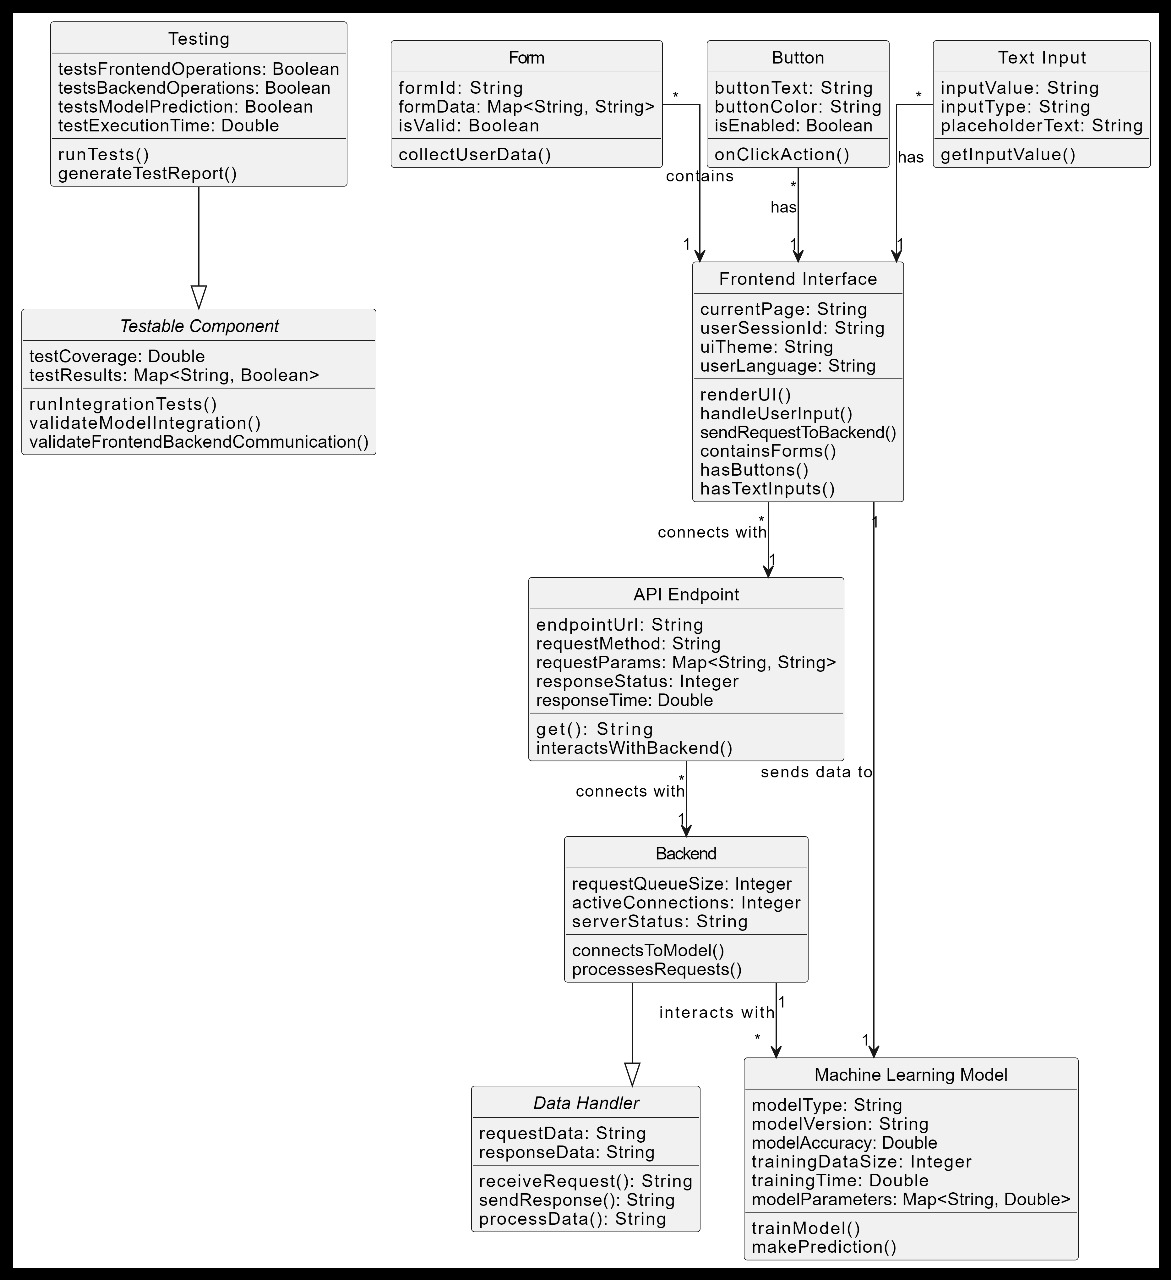 Testing
testsFrontendOperations: Boolean
testsBackendOperations: Boolean
testsModelPrediction: Boolean
testExecutionTime: Double
runTests()
generateTestReport()
Form
formId: String
formData: Map<String, String>
isValid: Boolean
collectUserData()
Button
buttonText: String
buttonColor: String
isEnabled: Boolean
onClickAction()
Text Input
inputValue: String
inputType: String
placeholderText: String
getInputValue()
*
contains
1
*
has
1
*
has
1
Testable Component
testCoverage: Double
testResults: Map<String, Boolean>
runIntegrationTests()
validateModelIntegration()
validateFrontendBackendCommunication()
Frontend Interface
currentPage: String
userSessionId: String
uiTheme: String
userLanguage: String
renderUI()
handleUserInput()
sendRequestToBackend()
containsForms()
hasButtons()
hasTextInputs()
*
connects with
1
1
sends data to
1
API Endpoint
endpointUrl: String
requestMethod: String
requestParams: Map<String, String>
responseStatus: Integer
responseTime: Double
get(): String
interactsWithBackend()
*
connects with
1
Backend
requestQueueSize: Integer
activeConnections: Integer
serverStatus: String
connectsToModel()
processesRequests()
1
interacts with
*
Data Handler
requestData: String
responseData: String
receiveRequest(): String
sendResponse(): String
processData(): String
Machine Learning Model
modelType: String
modelVersion: String
modelAccuracy: Double
trainingDataSize: Integer
trainingTime: Double
modelParameters: Map<String, Double>
trainModel()
makePrediction()